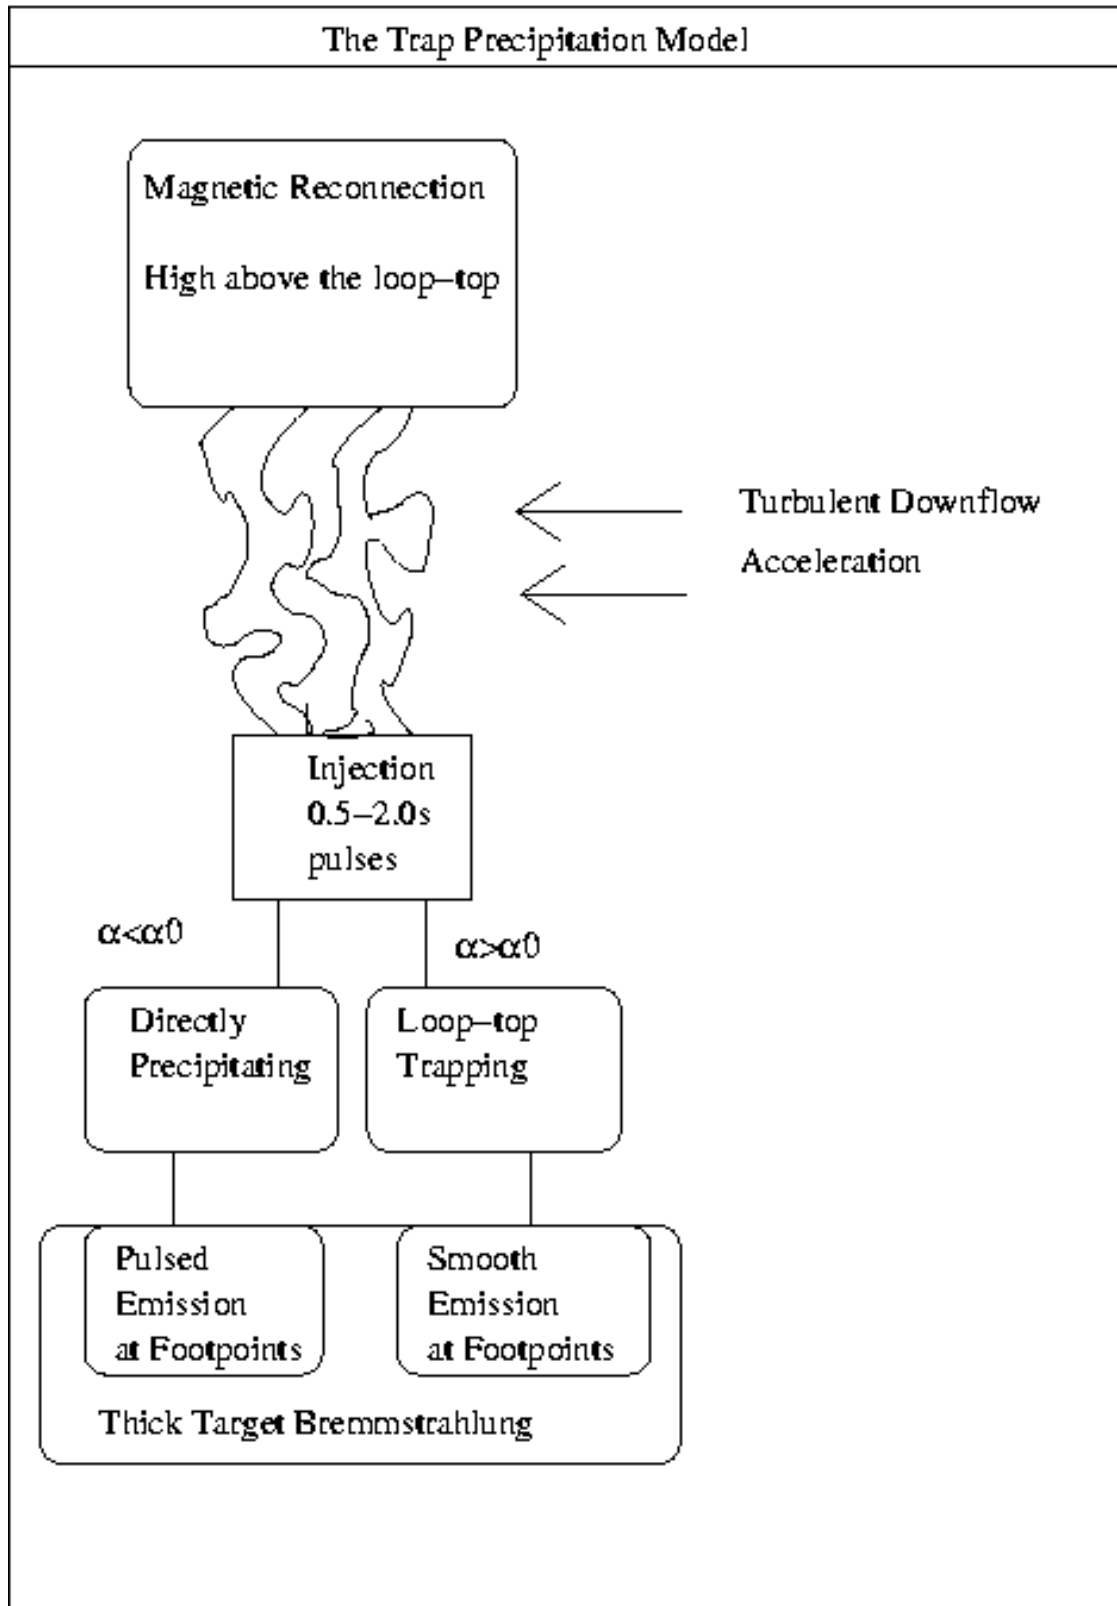 The Trap Precipitation Model
Magnetic Reconnection
High above the loop–top
Turbulent Downflow
Acceleration
Injection
0.5–2.0s
pulses
α<α0
α>α0
Directly
Precipitating
Loop–top
Trapping
Pulsed
Emission
at Footpoints
Smooth
Emission
at Footpoints
Thick Target Bremmstrahlung